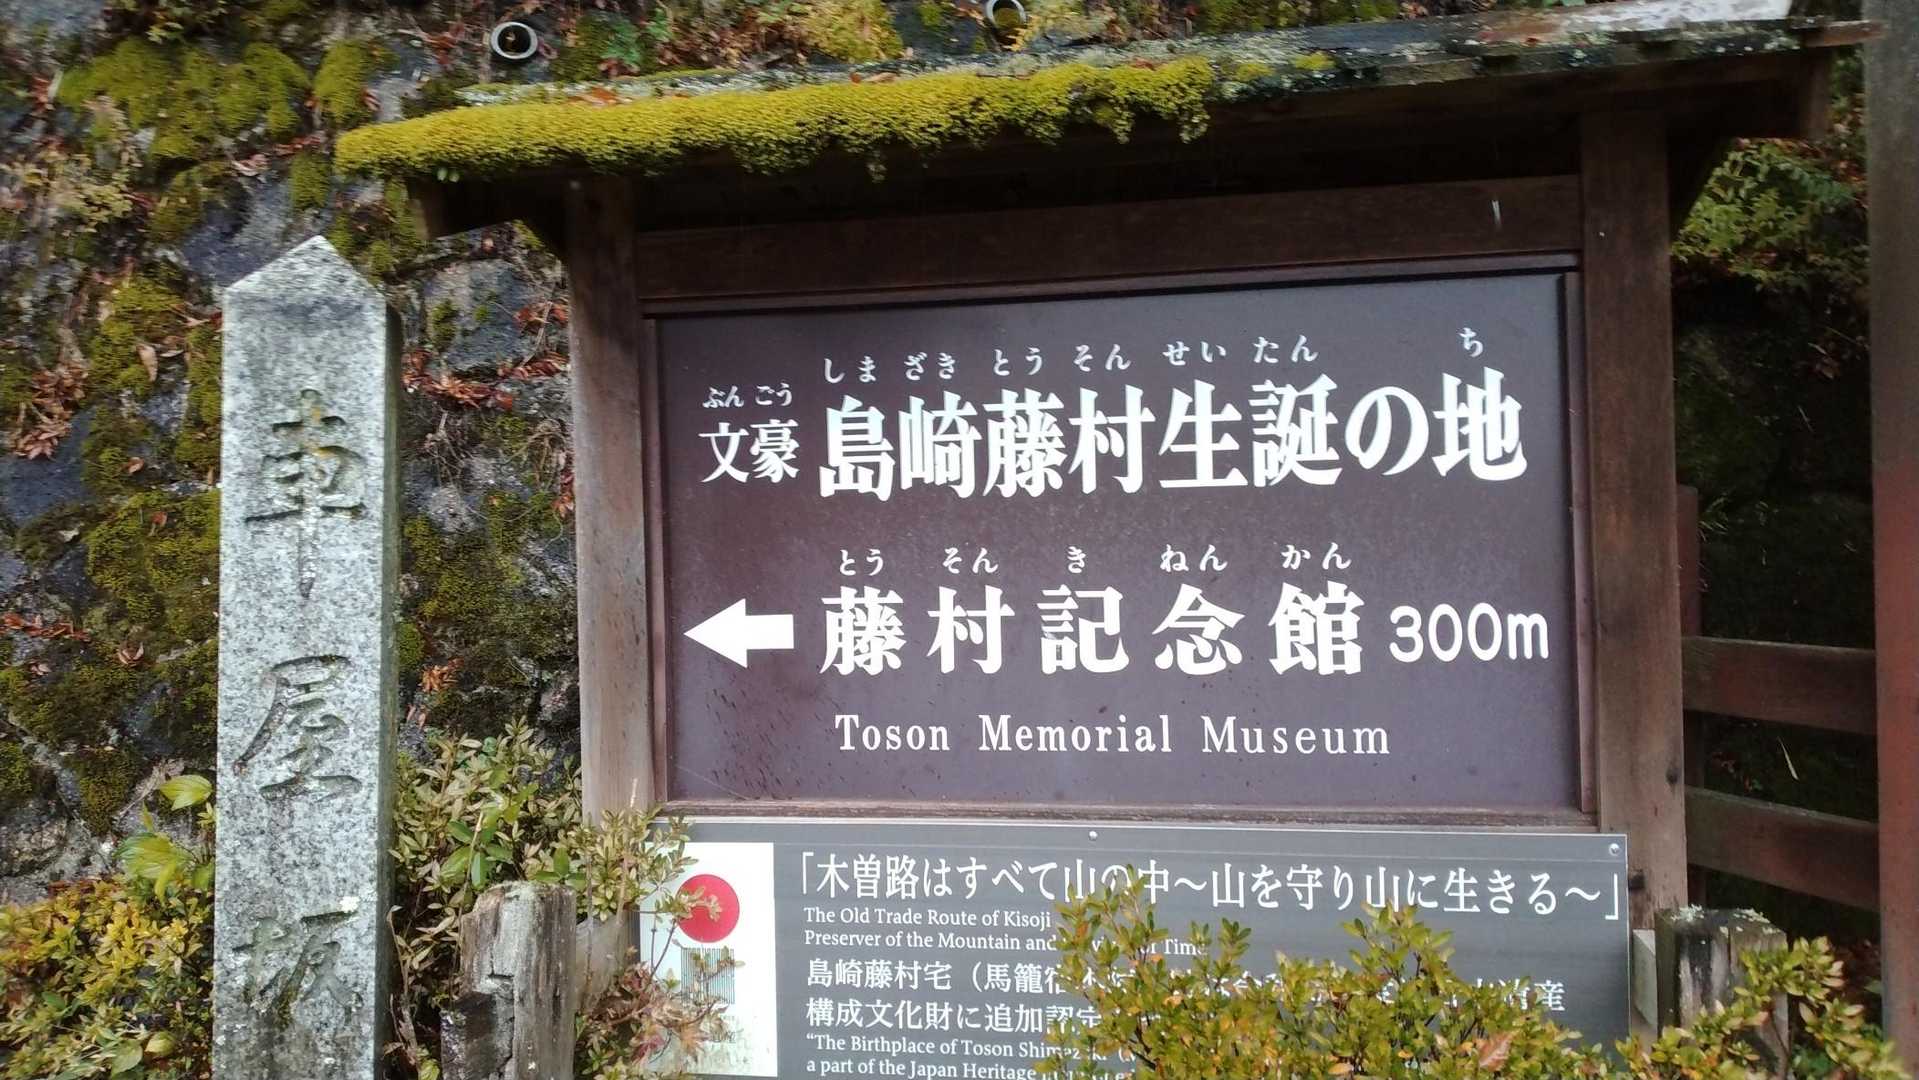 車屋坂
ぶん ごう しま ざき とう そん せい たん ち
文豪 島崎藤村生誕の地
とう そん き ねん かん
← 藤村記念館 300m
Toson Memorial Museum
「木曽路はすべて山の中〜山を守り山に生きる〜」
The Old Trade Route of Kisoji
Preserver of the Mountain and Time
島崎藤村宅（馬籠宿 産
構成文化財に追加認定
"The Birthplace of Toson
a part of the Japan Heritage